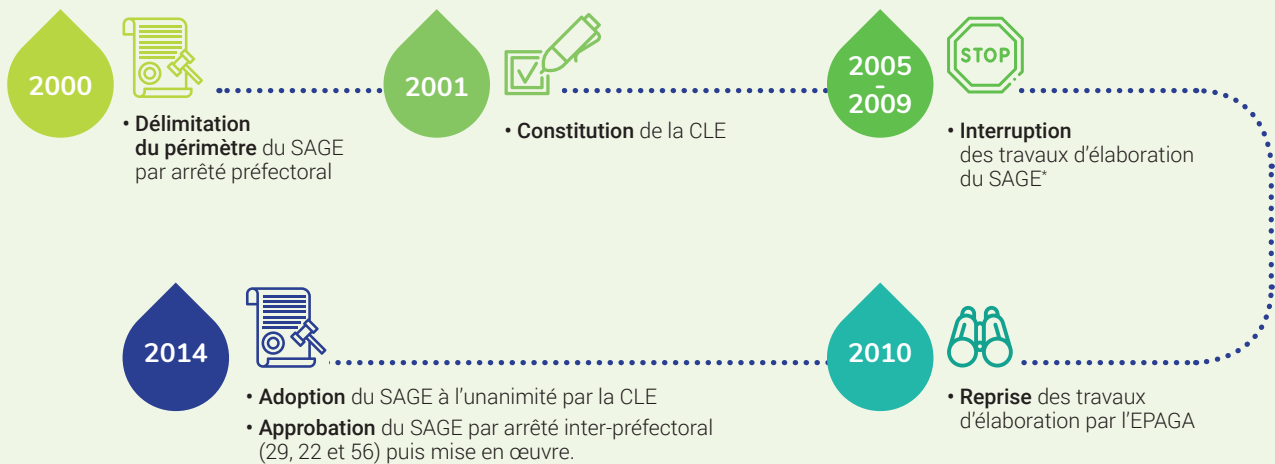 2000
• Délimitation
du périmètre du SAGE
par arrêté préfectoral
2001
• Constitution de la CLE
2005
-
2009
STOP
• Interruption
des travaux d'élaboration
du SAGE*
2010
• Reprise des travaux
d'élaboration par l'EPAGA
2014
• Adoption du SAGE à l'unanimité par la CLE
• Approbation du SAGE par arrêté inter-préfectoral
(29, 22 et 56) puis mise en œuvre.